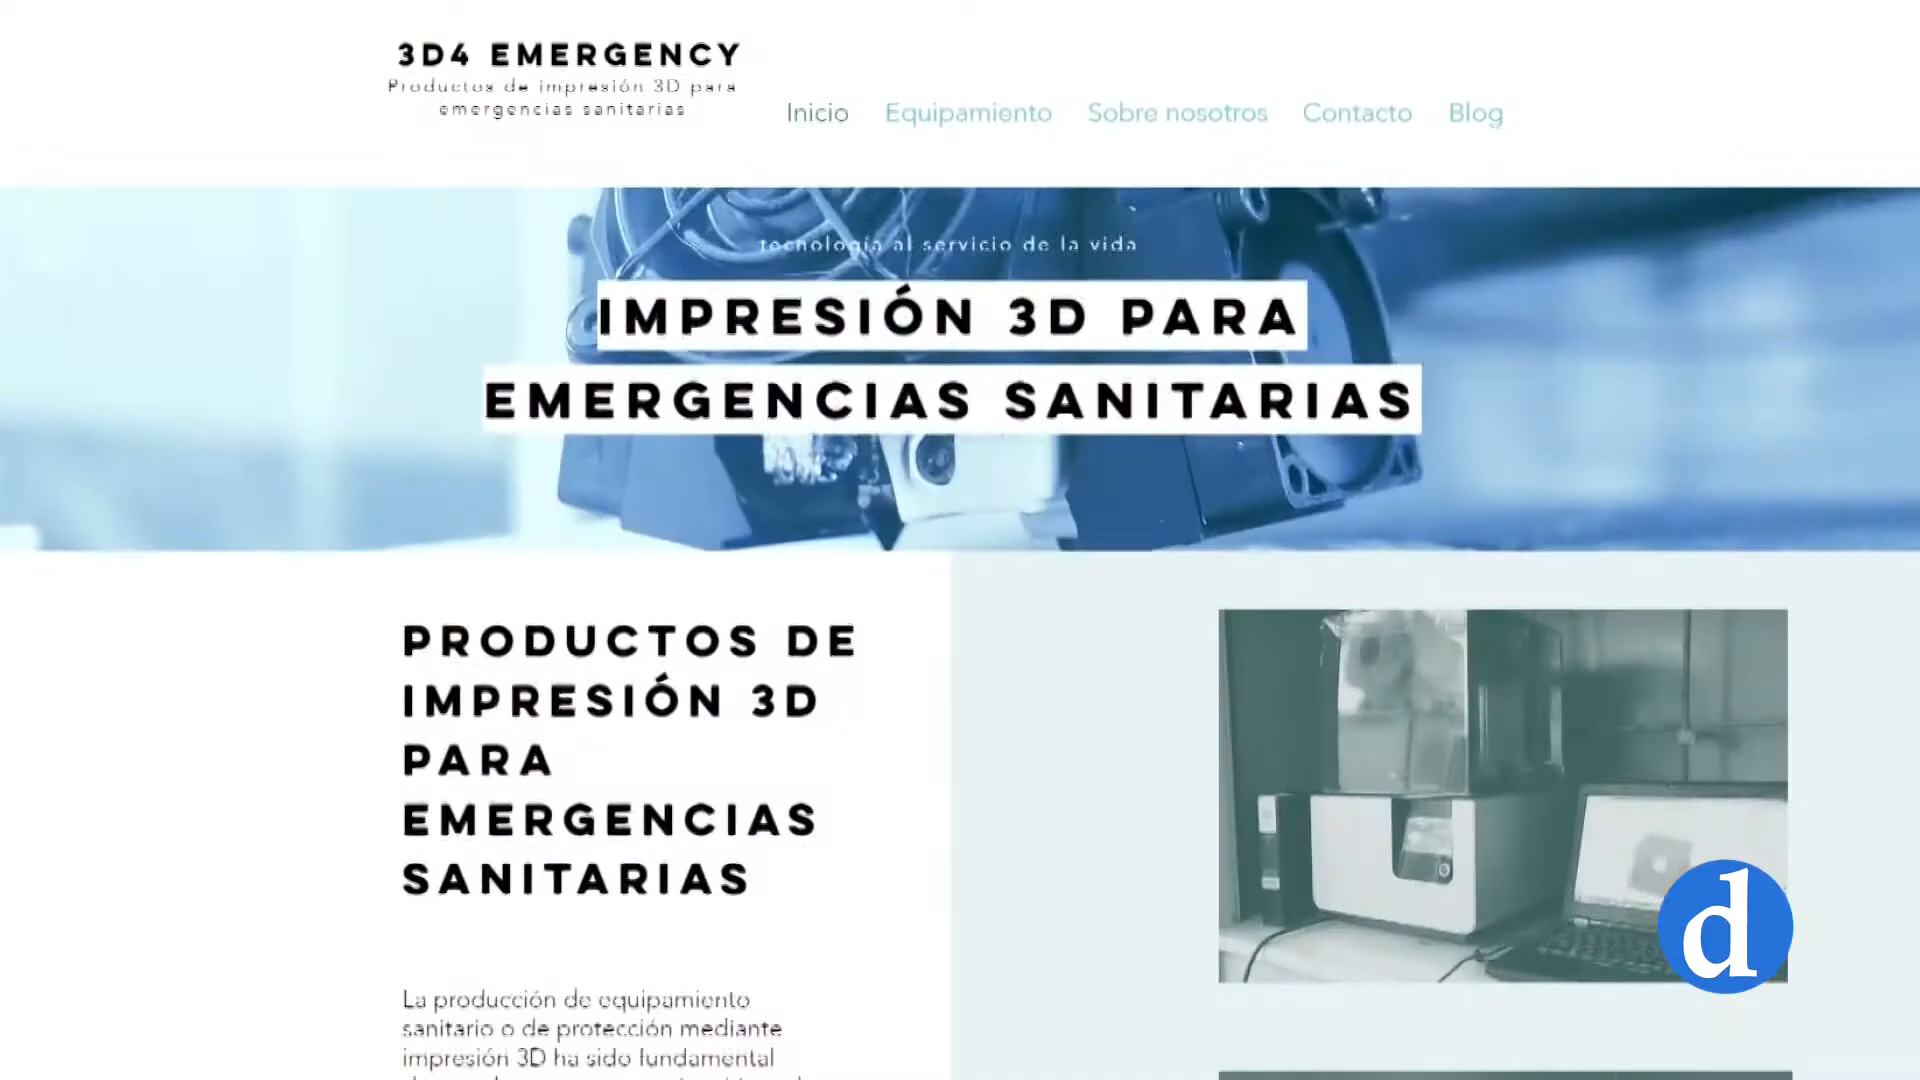 3D4 EMERGENCY
Productos de impresión 3D para
emergencias sanitarias
Inicio Equipamiento Sobre nosotros Contacto Blog
tecnología al servicio de la vida
IMPRESIÓN 3D PARA
EMERGENCIAS SANITARIAS
PRODUCTOS DE
IMPRESIÓN 3D
PARA
EMERGENCIAS
SANITARIAS
La producción de equipamiento
sanitario o de protección mediante
impresión 3D ha sido fundamental
d